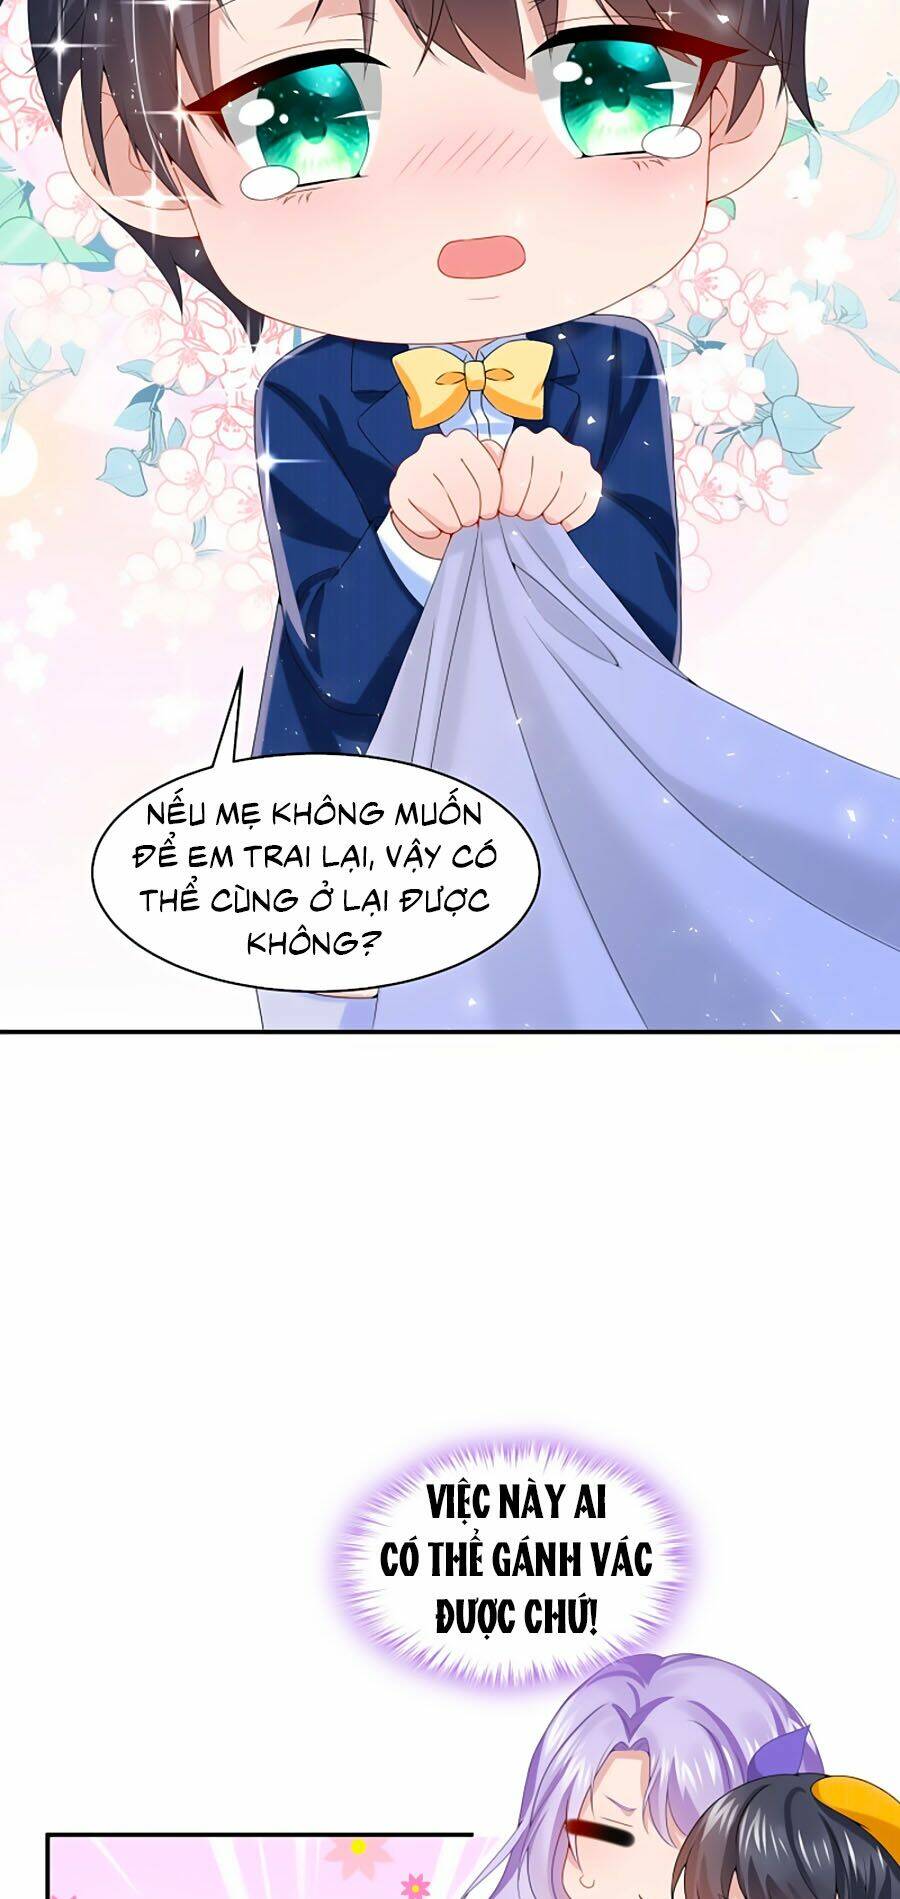 NẾU MẸ KHÔNG MUỐN
ĐỂ EM TRAI LẠI, VẬY CÓ
THỂ CÙNG Ở LẠI ĐƯỢC
KHÔNG?
VIỆC NÀY AI
CÓ THỂ GÁNH VÁC
ĐƯỢC CHỨ!